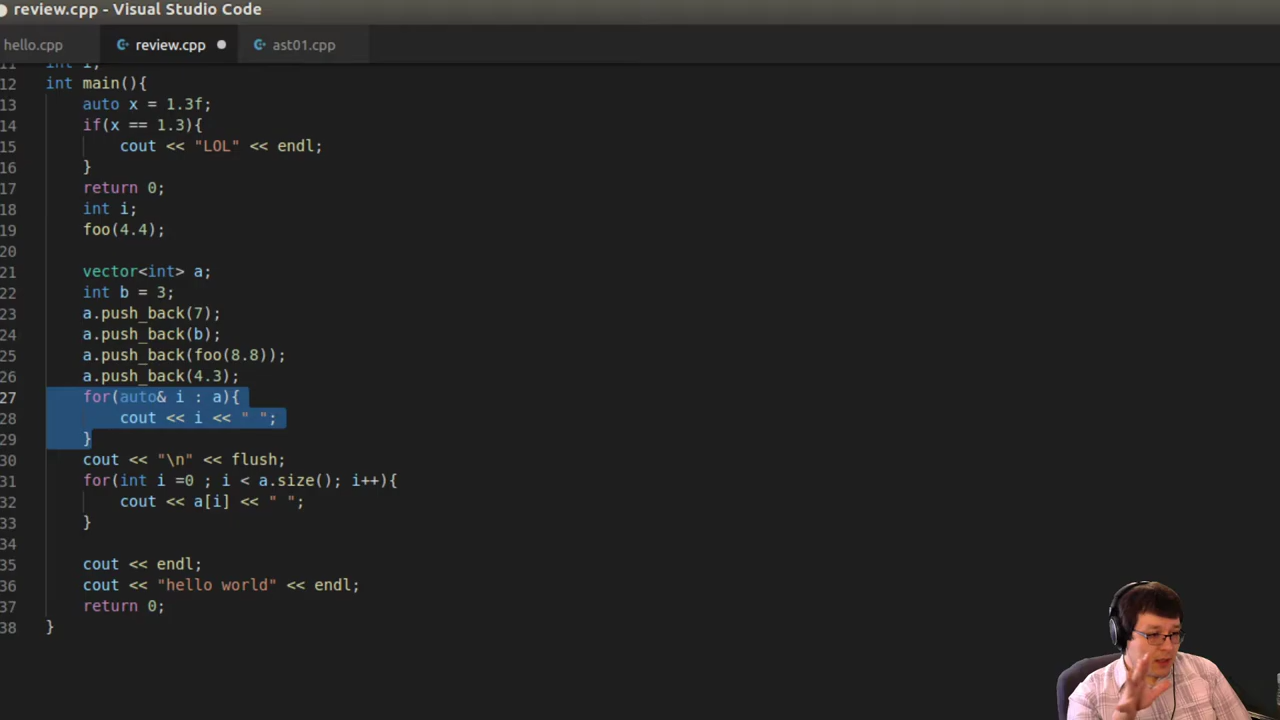 review.cpp - Visual Studio Code
hello.cpp review.cpp ast01.cpp
12 int main(){
13 auto x = 1.3f;
14 if(x == 1.3){
15 cout << "LOL" << endl;
16 }
17 return 0;
18 int i;
19 foo(4.4);
20
21 vector<int> a;
22 int b = 3;
23 a.push_back(7);
24 a.push_back(b);
25 a.push_back(foo(8.8));
26 a.push_back(4.3);
27 for(auto& i : a){
28 cout << i << " ";
29 }
30 cout << "\n" << flush;
31 for(int i =0 ; i < a.size(); i++){
32 cout << a[i] << " ";
33 }
34
35 cout << endl;
36 cout << "hello world" << endl;
37 return 0;
38 }